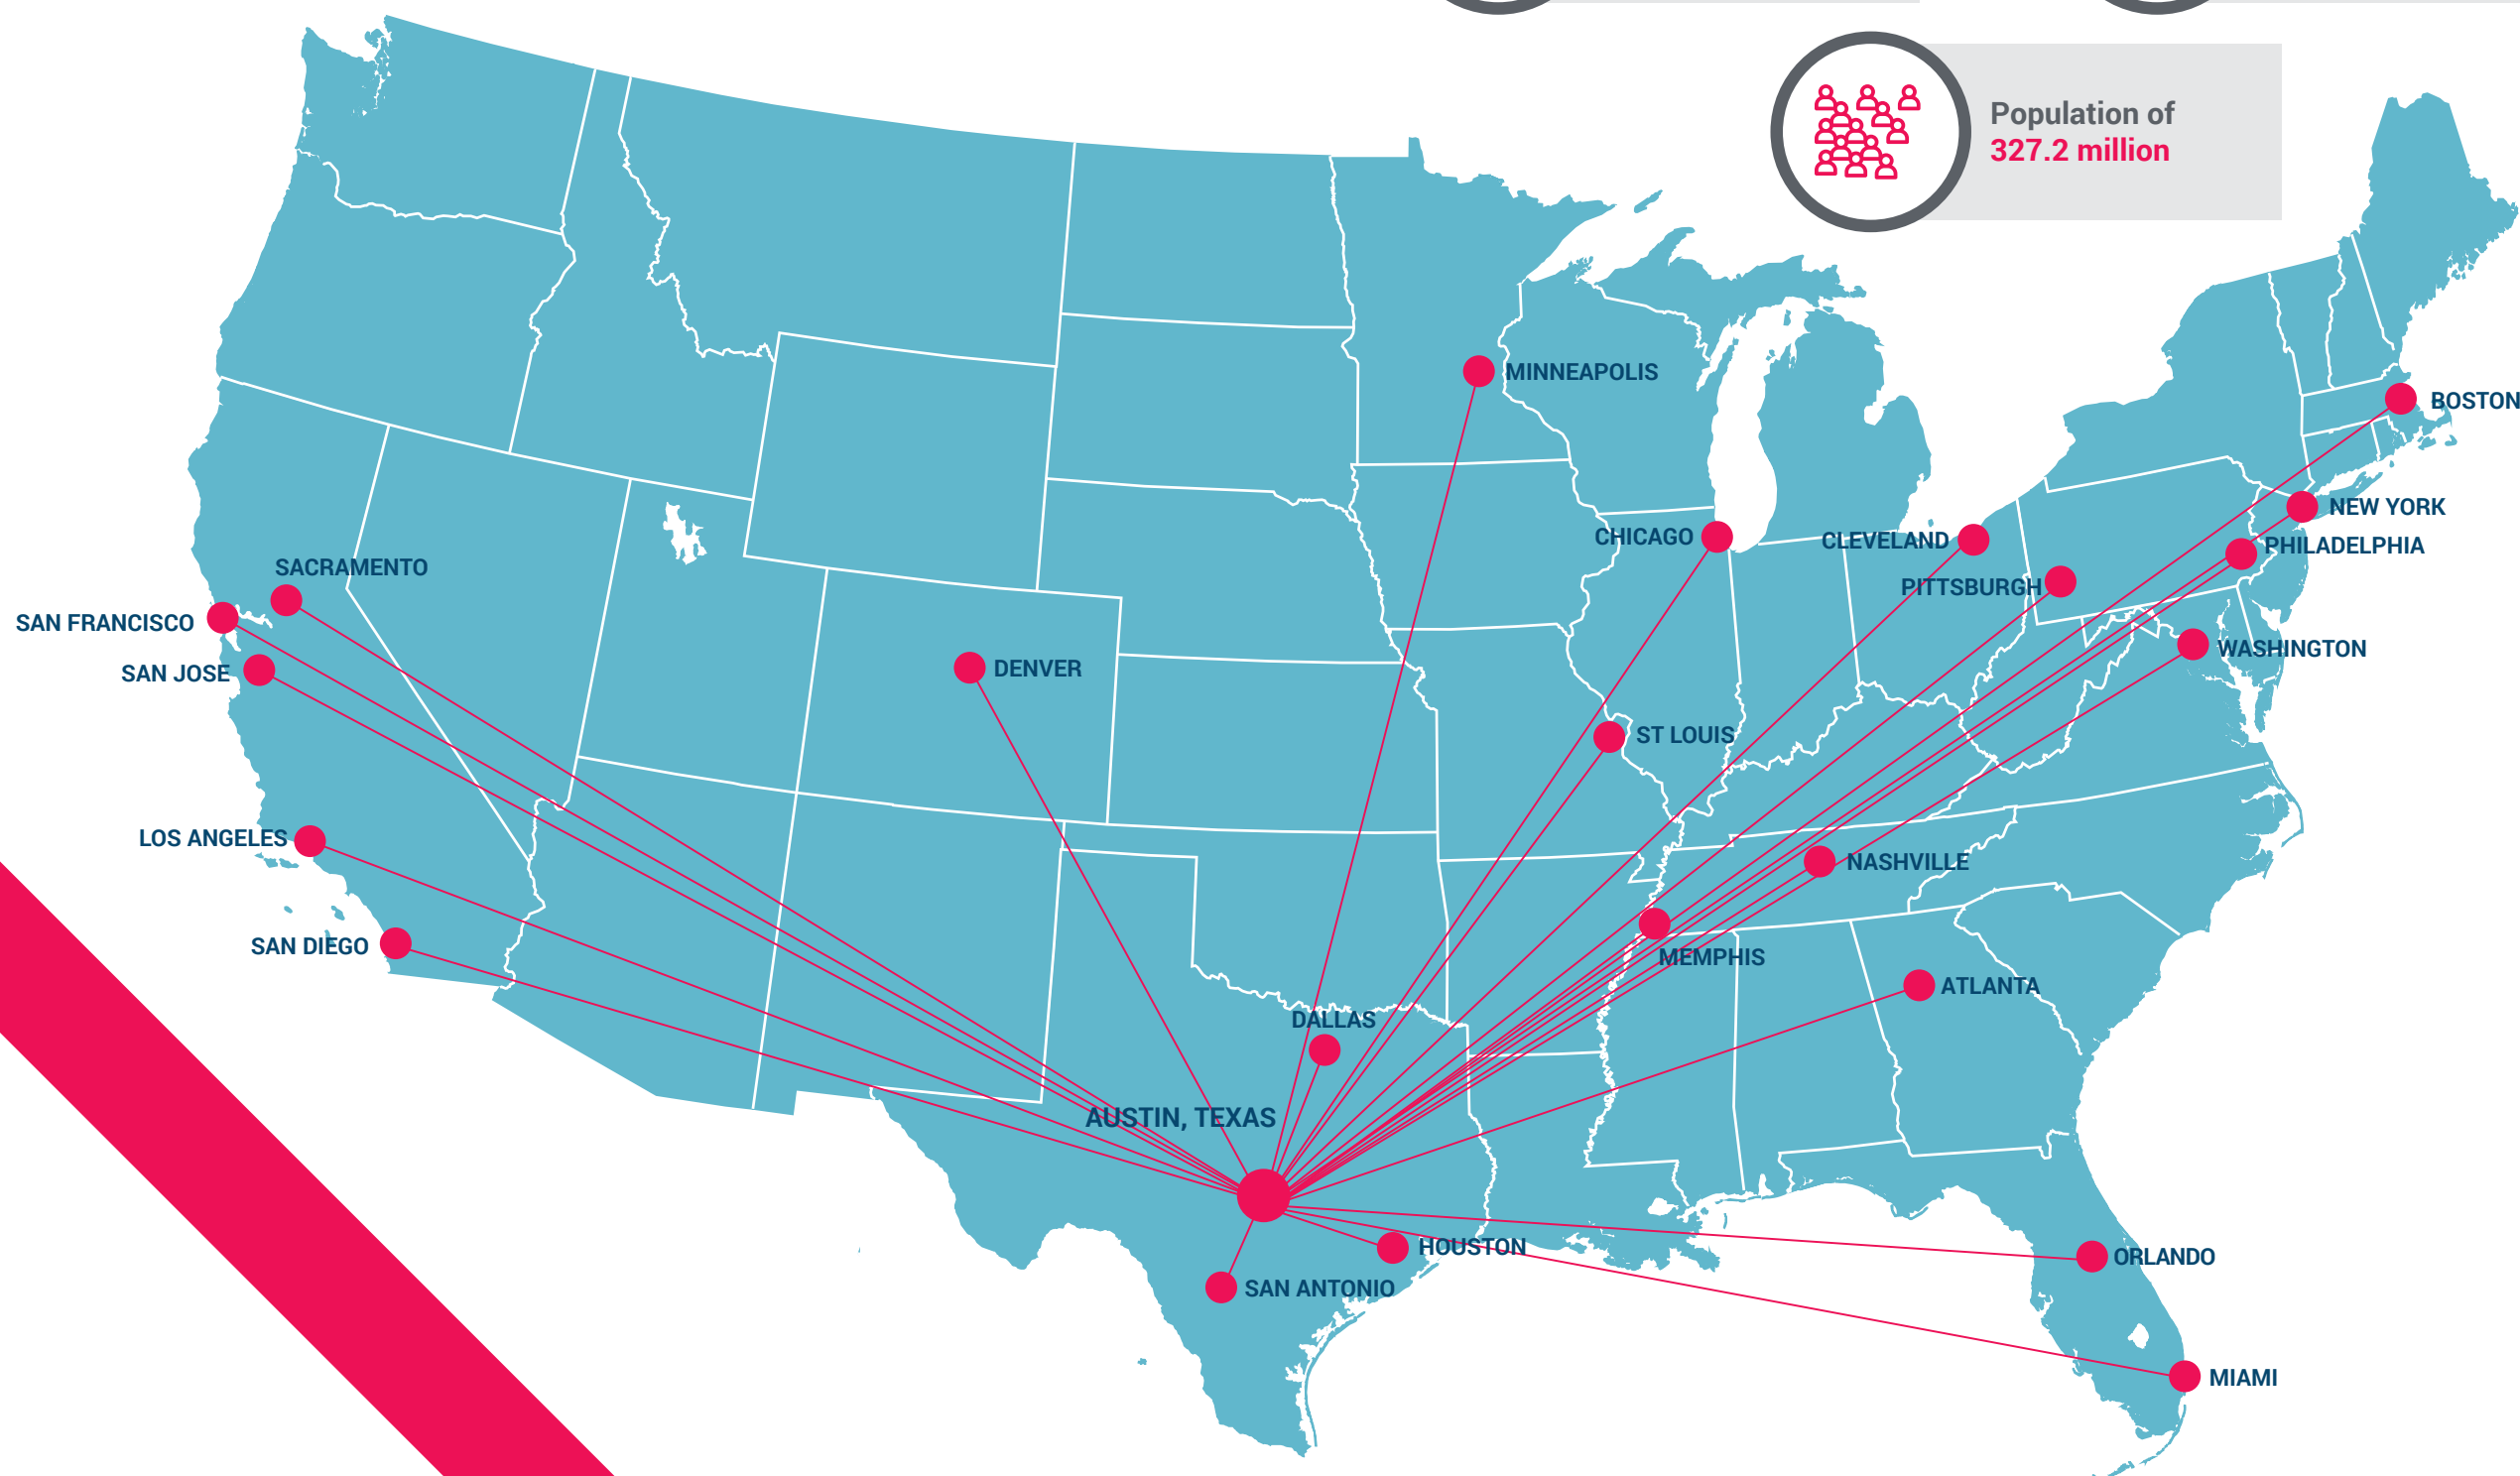 Population of
327.2 million
MINNEAPOLIS
BOSTON
NEW YORK
CHICAGO
CLEVELAND
PHILADELPHIA
SACRAMENTO
PITTSBURGH
SAN FRANCISCO
WASHINGTON
SAN JOSE
DENVER
ST LOUIS
LOS ANGELES
NASHVILLE
SAN DIEGO
MEMPHIS
ATLANTA
DALLAS
AUSTIN, TEXAS
HOUSTON
ORLANDO
SAN ANTONIO
MIAMI